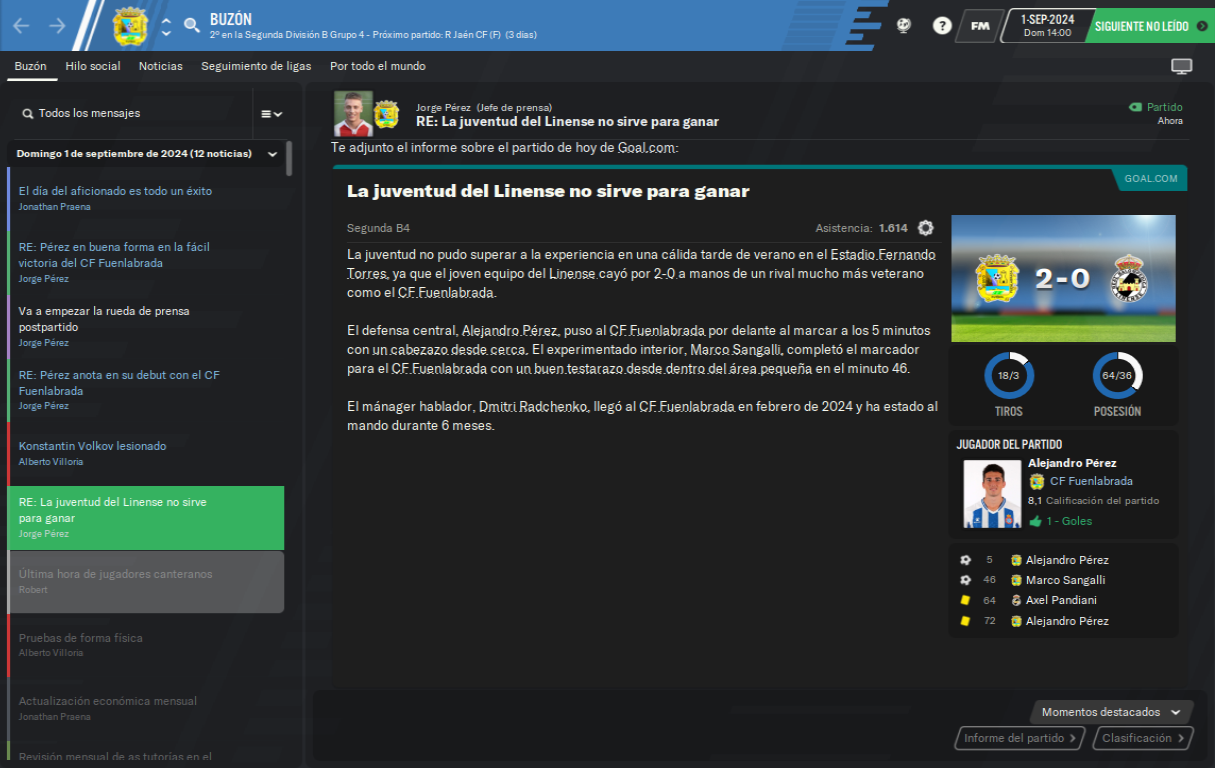 BUZÓN
2º en la Segunda División B Grupo 4 - Próximo partido: R Jaén CF (F) (3 días)
?
FM
1-SEP-2024
Dom 14:00
SIGUIENTE NO LEÍDO
Buzón
Hilo social
Noticias
Seguimiento de ligas
Por todo el mundo
Todos los mensajes
Domingo 1 de septiembre de 2024 (12 noticias)
El día del aficionado es todo un éxito
Jonathan Praena
RE: Pérez en buena forma en la fácil
victoria del CF Fuenlabrada
Jorge Pérez
Va a empezar la rueda de prensa
postpartido
Jorge Pérez
RE: Pérez anota en su debut con el CF
Fuenlabrada
Jorge Pérez
Konstantin Volkov lesionado
Alberto Villoria
RE: La juventud del Linense no sirve
para ganar
Jorge Pérez
Última hora de jugadores canteranos
Robert
Pruebas de forma física
Alberto Villoria
Actualización económica mensual
Jonathan Praena
Revisión mensual de as tutorías en el
Jorge Pérez (Jefe de prensa)
RE: La juventud del Linense no sirve para ganar
Partido
Ahora
Te adjunto el informe sobre el partido de hoy de Goal.com:
GOAL.COM
La juventud del Linense no sirve para ganar
Segunda B4
Asistencia: 1.614
La juventud no pudo superar a la experiencia en una cálida tarde de verano en el Estadio Fernando
Torres, ya que el joven equipo del Linense cayó por 2-0 a manos de un rival mucho más veterano
como el CF Fuenlabrada.
El defensa central, Alejandro Pérez, puso al CF Fuenlabrada por delante al marcar a los 5 minutos
con un cabezazo desde cerca. El experimentado interior, Marco Sangalli, completó el marcador
para el CF Fuenlabrada con un buen testarazo desde dentro del área pequeña en el minuto 46.
El mánager hablador, Dmitri Radchenko, llegó al CF Fuenlabrada en febrero de 2024 y ha estado al
mando durante 6 meses.
2-0
18/3
64/36
TIROS
POSESIÓN
JUGADOR DEL PARTIDO
Alejandro Pérez
CF Fuenlabrada
8,1 Calificación del partido
1 - Goles
5 Alejandro Pérez
46 Marco Sangalli
64 Axel Pandiani
72 Alejandro Pérez
Momentos destacados
Informe del partido
Clasificación